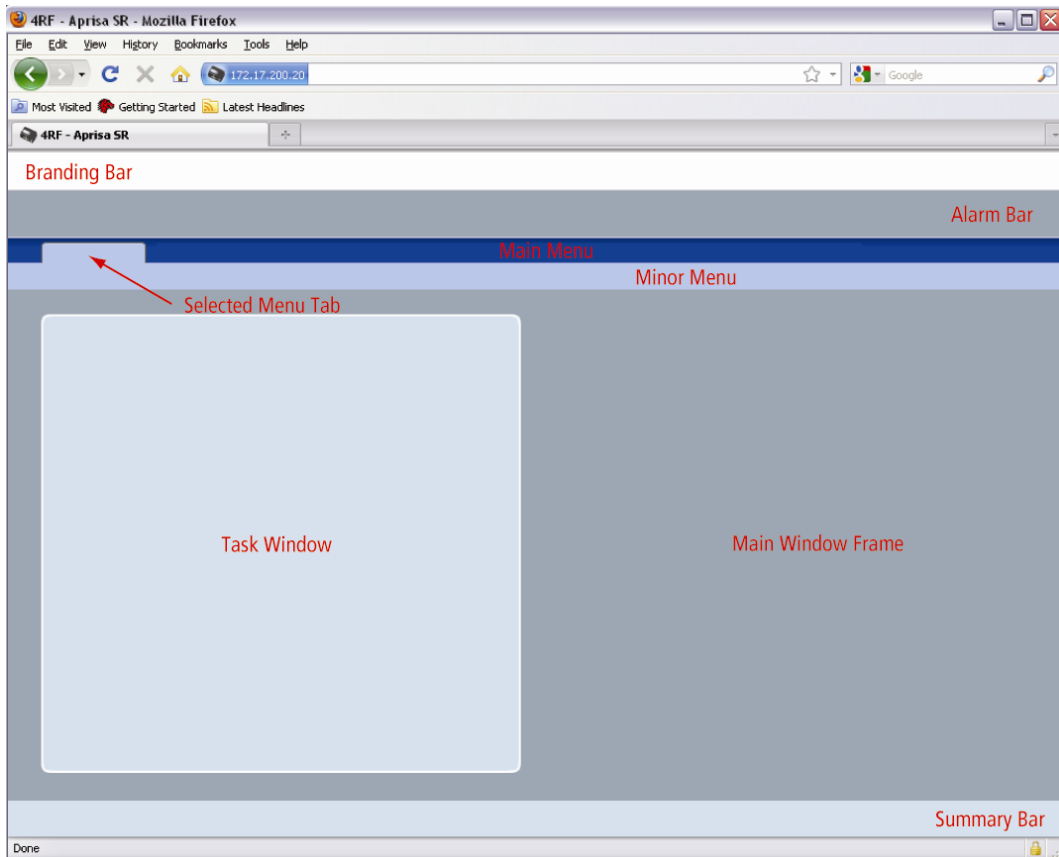 4RF - Aprisa SR - Mozilla Firefox
File Edit View History Bookmarks Tools Help
172.17.200.20 Google
Most Visited Getting Started Latest Headlines
4RF - Aprisa SR
Branding Bar
Alarm Bar
Main Menu
Minor Menu
Selected Menu Tab
Task Window
Main Window Frame
Summary Bar
Done